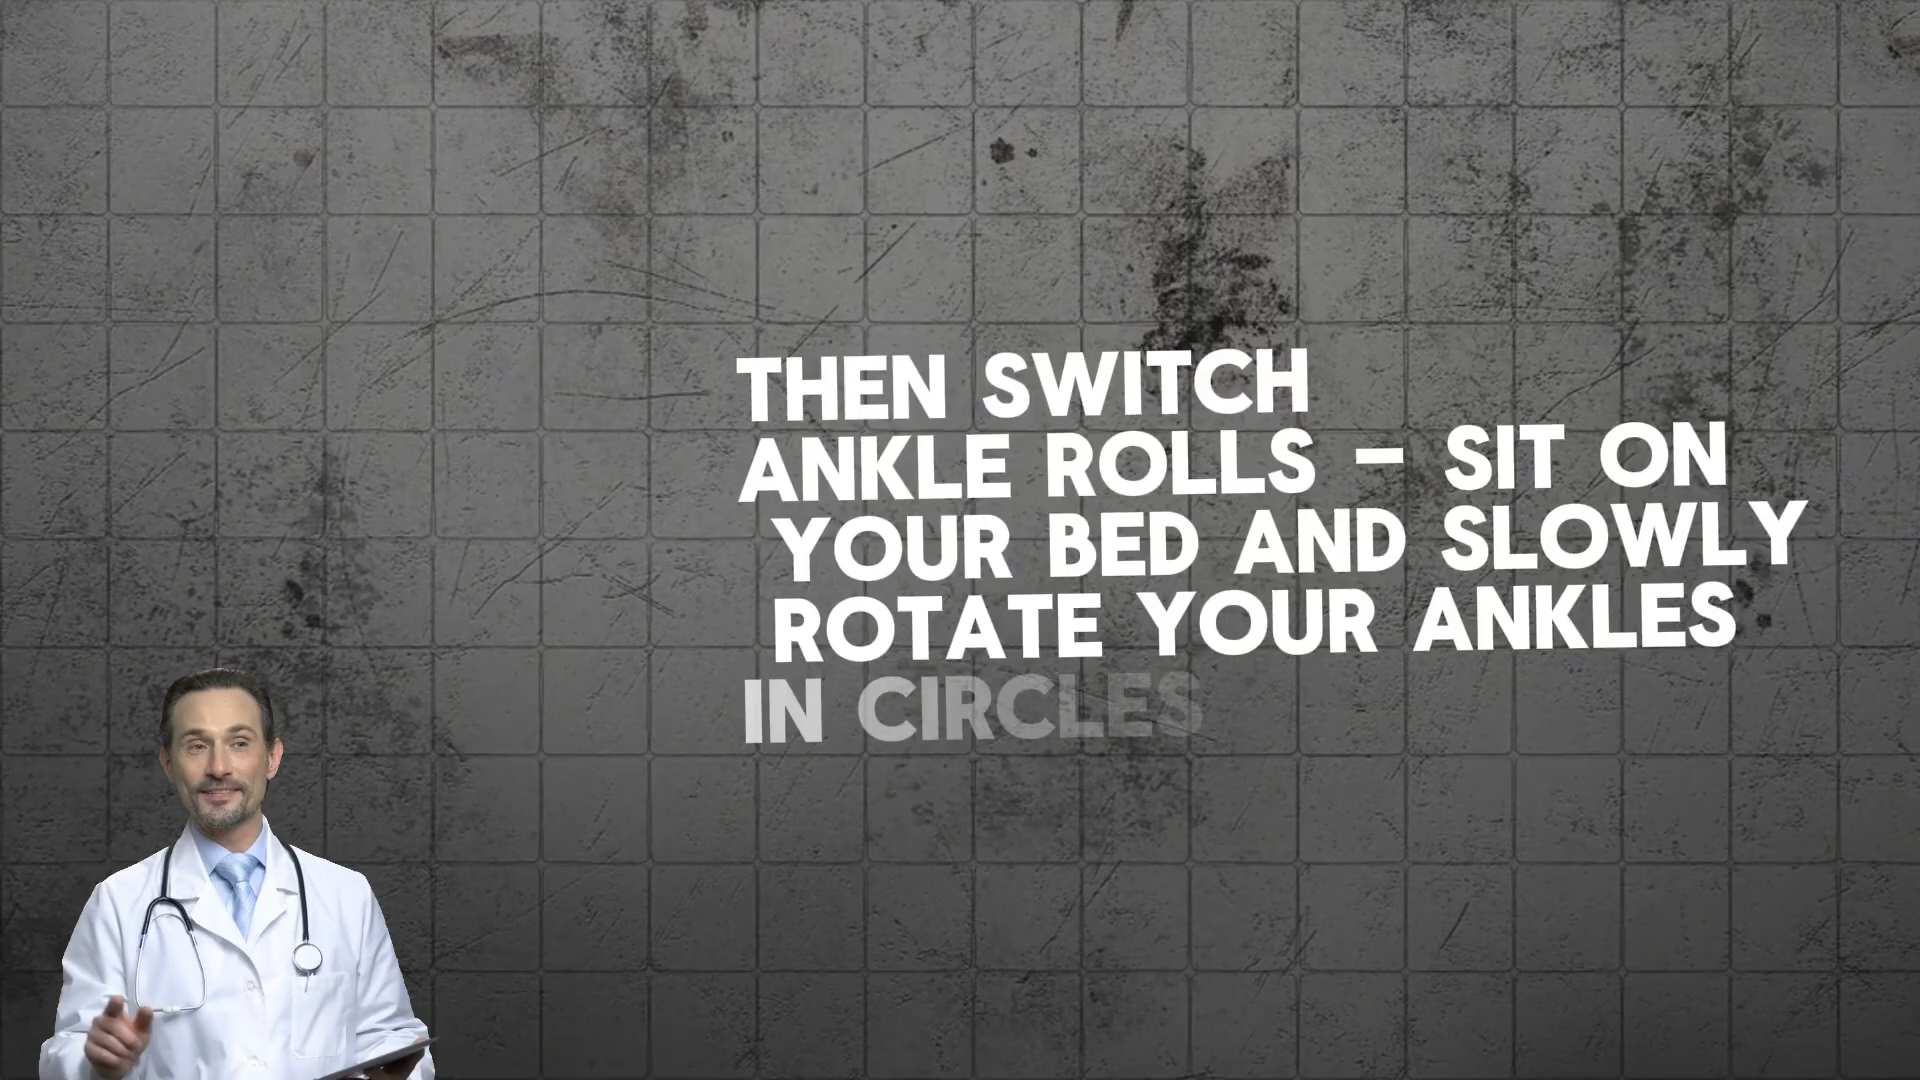 THEN SWITCH
ANKLE ROLLS – SIT ON
YOUR BED AND SLOWLY
ROTATE YOUR ANKLES
IN CIRCLES